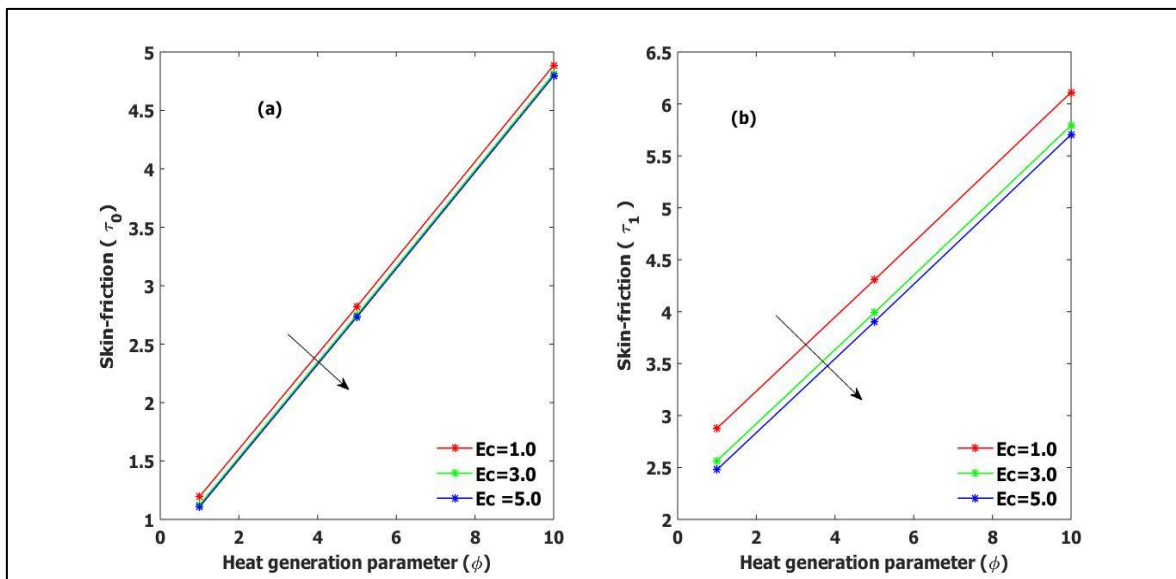 (a)
5
4.5
4
3.5
3
2.5
2
1.5
1
0
2
4
6
8
10
Skin-friction ( τ0)
Heat generation parameter (ϕ)
Ec=1.0
Ec=3.0
Ec =5.0
(b)
6.5
6
5.5
5
4.5
4
3.5
3
2.5
2
0
2
4
6
8
10
Skin-friction ( τ1 )
Heat generation parameter (ϕ)
Ec=1.0
Ec=3.0
Ec=5.0